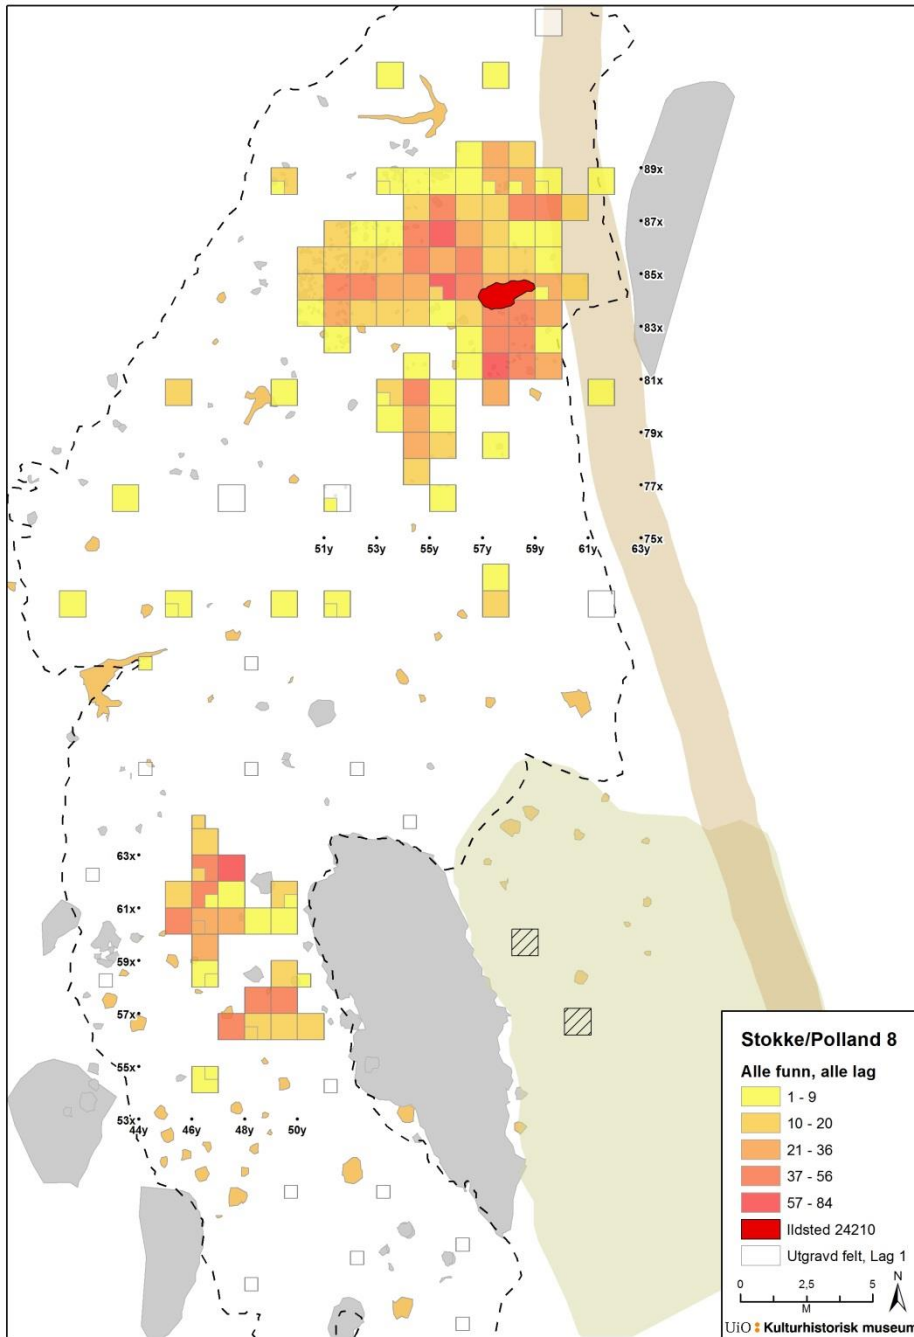 89x
87x
85x
83x
81x
79x
77x
75x
51y 53y 55y 57y 59y 61y 63y
63x
61x
59x
57x
55x
53x
44y 46y 48y 50y
Stokke/Polland 8
Alle funn, alle lag
1 - 9
10 - 20
21 - 36
37 - 56
57 - 84
Ildsted 24210
Utgravd felt, Lag 1
0 2,5 5
M
N
UiO Kulturhistorisk museum